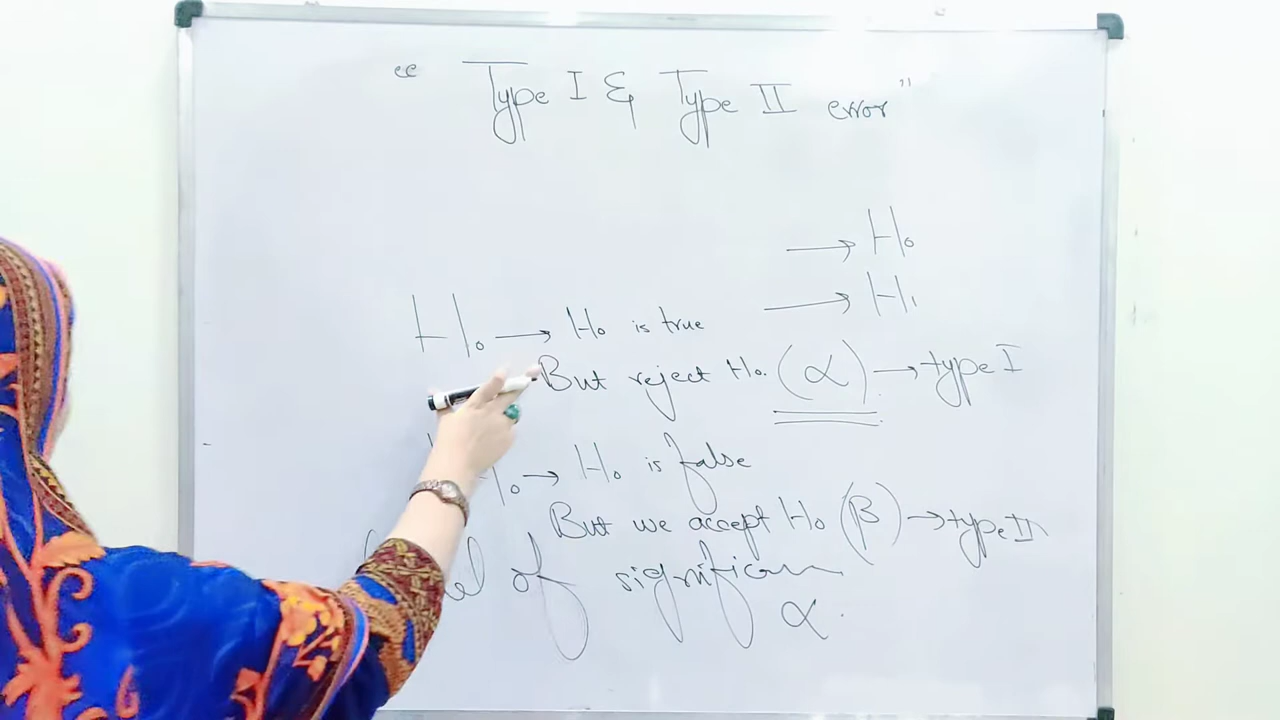 “ Type I & Type II error ”
→ H₀
→ H₁
H₀ → H₀ is true
But reject H₀. (α) → type I
H₀ → H₀ is false
But we accept H₀ (β) → type II
of
α.